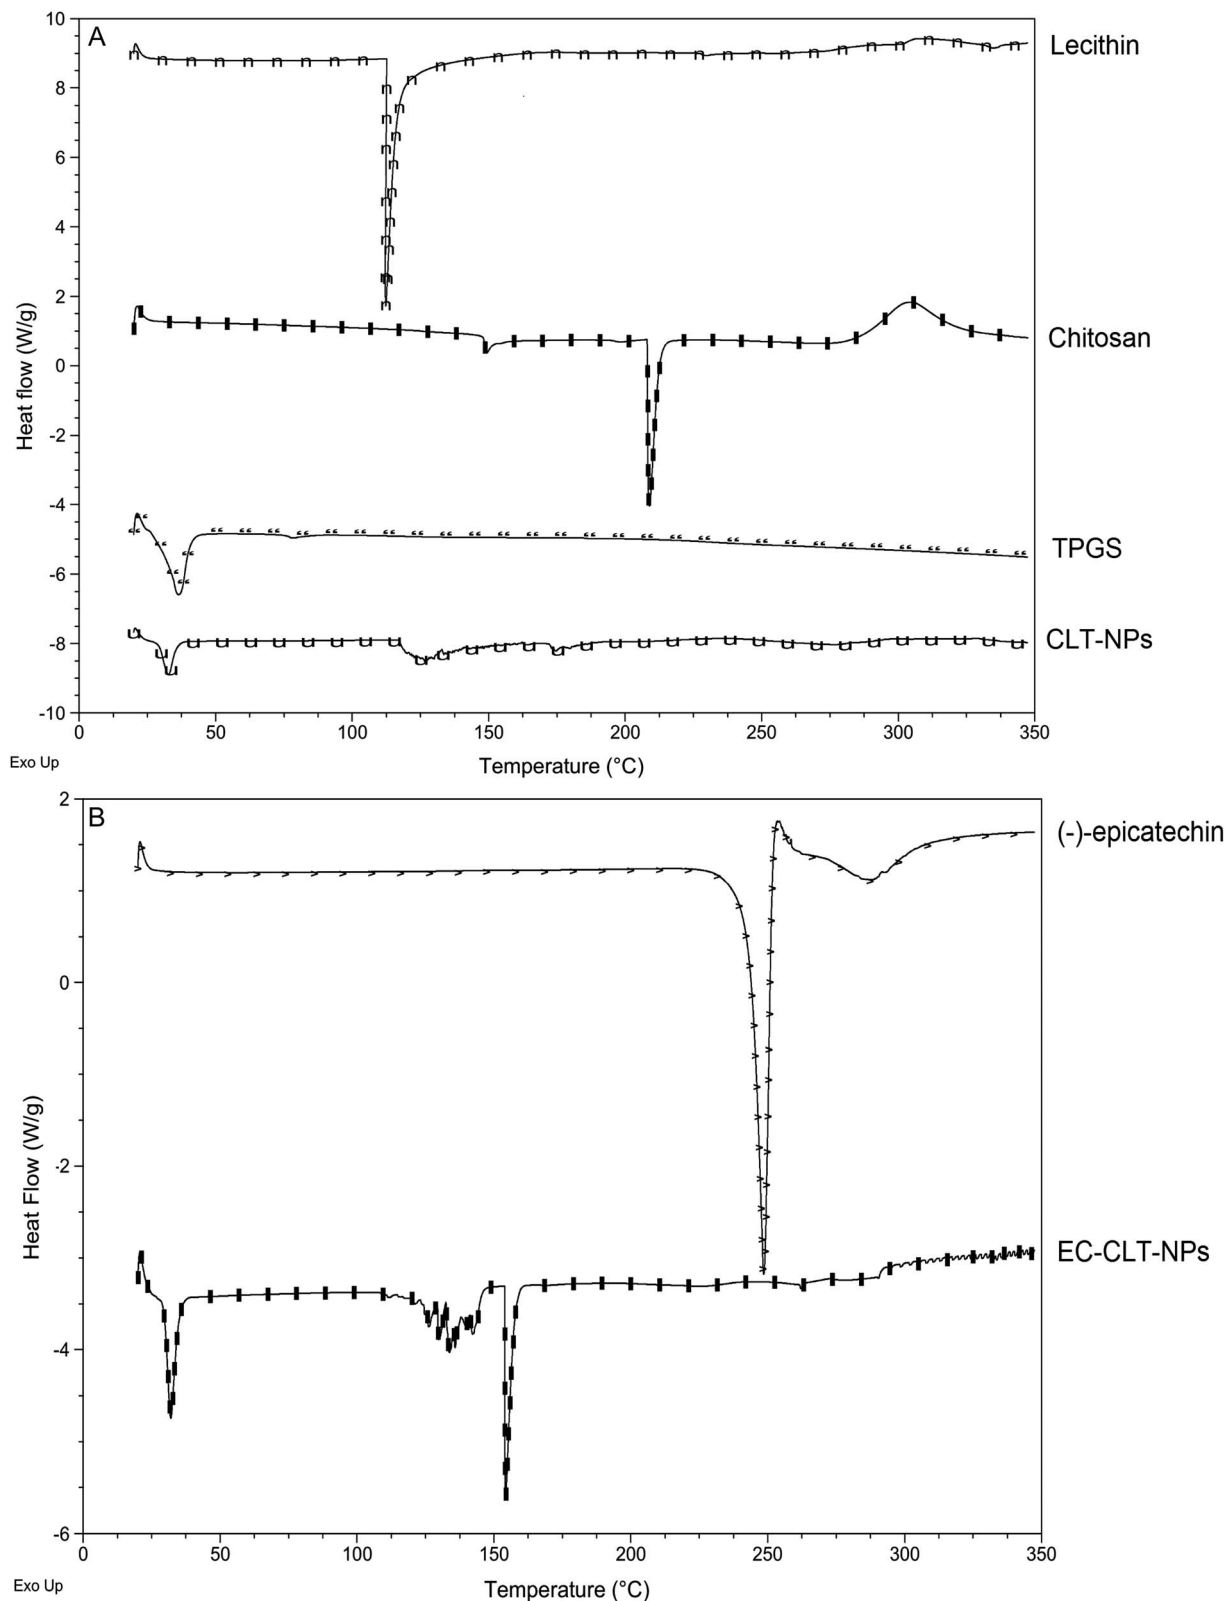 A
10
8
6
4
2
0
-2
-4
-6
-8
-10
Heat flow (W/g)
Lecithin
Chitosan
TPGS
CLT-NPs
0 50 100 150 200 250 300 350
Exo Up
Temperature (°C)
B
2
0
-2
-4
-6
Heat Flow (W/g)
(-)-epicatechin
EC-CLT-NPs
0 50 100 150 200 250 300 350
Exo Up
Temperature (°C)